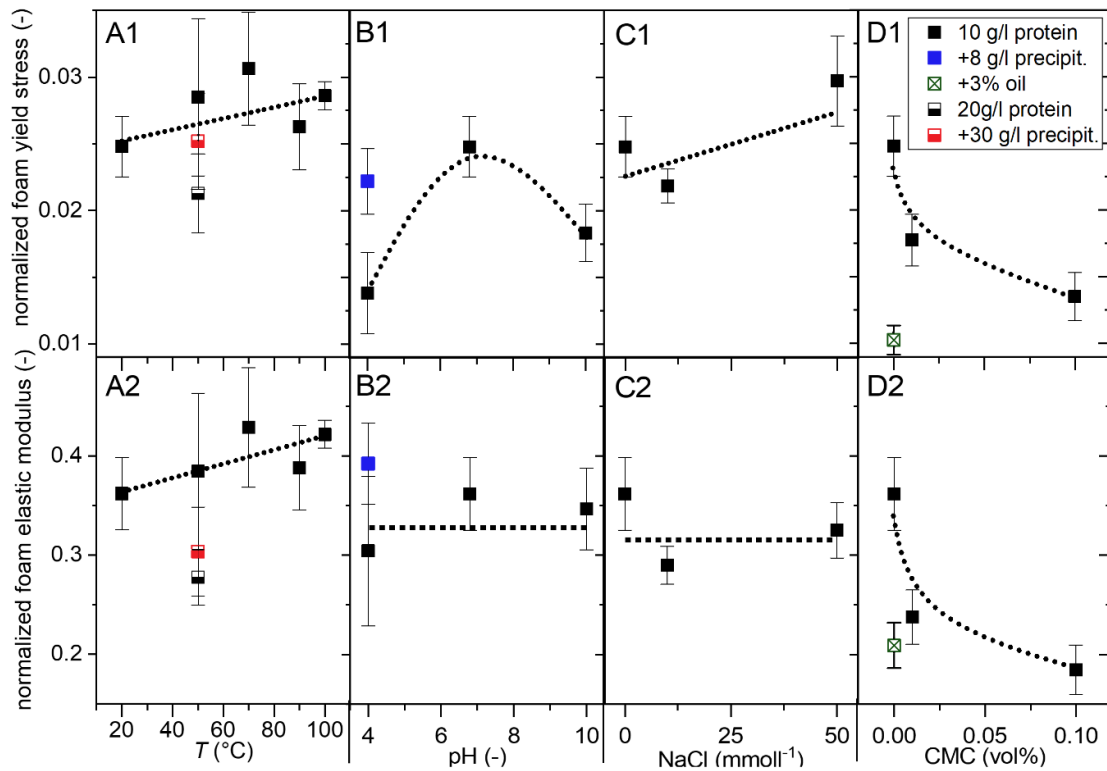 A1
B1
C1
D1
10 g/l protein
+8 g/l precipit.
+3% oil
20g/l protein
+30 g/l precipit.
normalized foam yield stress (-)
0.03
0.02
0.01
A2
B2
C2
D2
normalized foam elastic modulus (-)
0.4
0.3
0.2
20 40 60 80 100
4 6 8 10
0 25 50
0.00 0.05 0.10
T (°C)
pH (-)
NaCl (mmoll-1)
CMC (vol%)